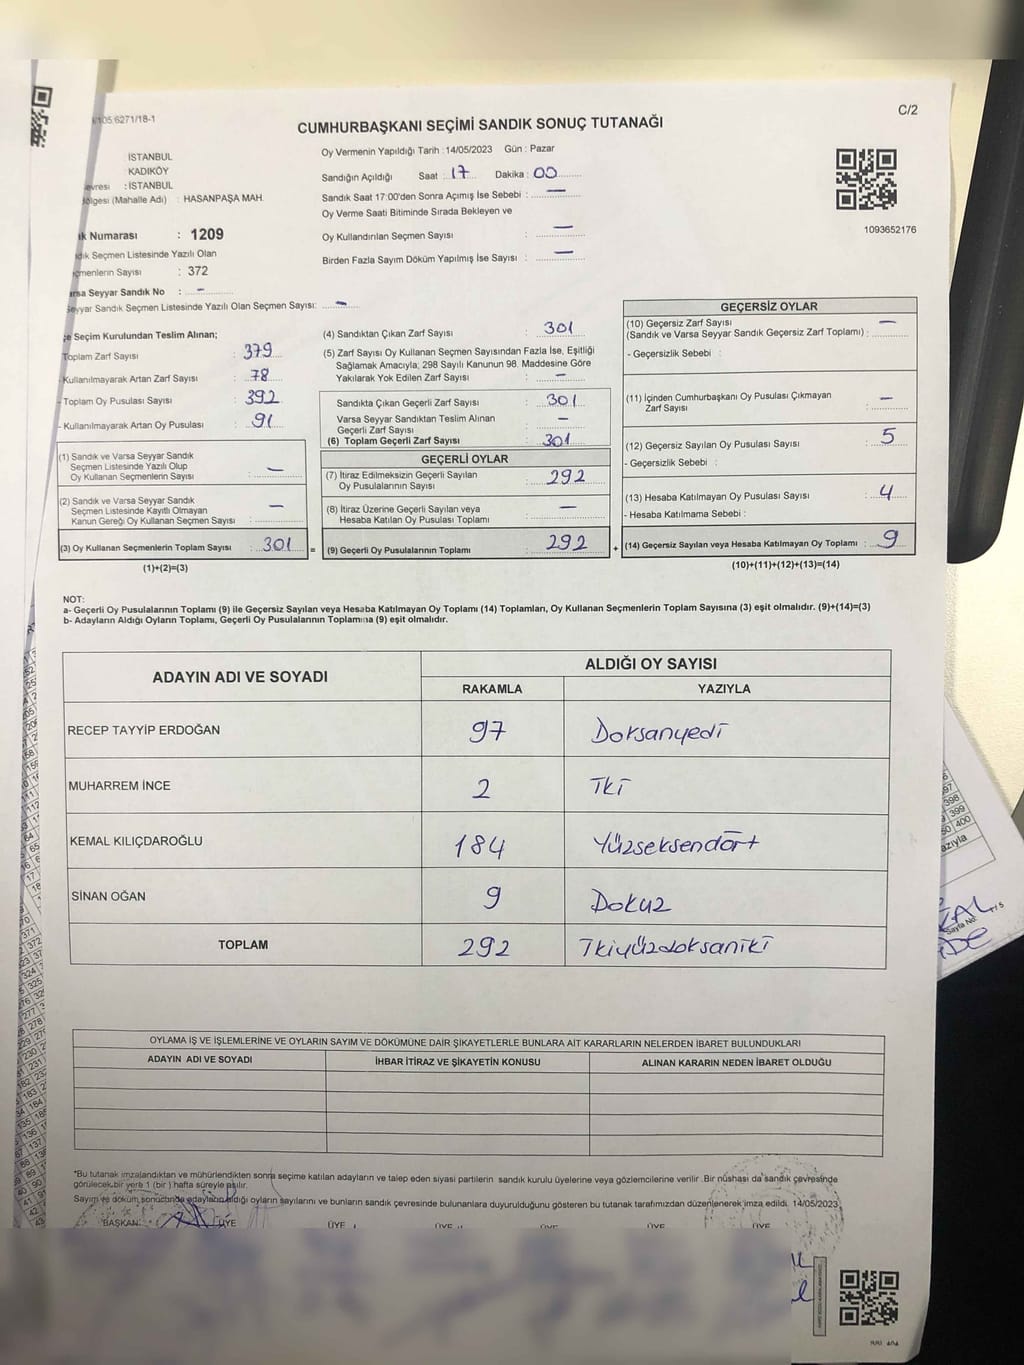 105.6271/18-1
C/2
CUMHURBAŞKANI SEÇİMİ SANDIK SONUÇ TUTANAĞI
Oy Vermenin Yapıldığı Tarih : 14/05/2023 Gün : Pazar
İSTANBUL
KADIKÖY
: İSTANBUL
(Mahalle Adı) : HASANPAŞA MAH.
Numarası : 1209
Seçmen Listesinde Yazılı Olan
Sayısı : 372
Seyyar Sandık No : -
Seyyar Sandık Seçmen Listesinde Yazılı Olan Seçmen Sayısı: -
Sandığın Açıldığı Saat : 17 Dakika : 00
Sandık Saat 17:00'den Sonra Açımış İse Sebebi : -
Oy Verme Saati Bitiminde Sırada Bekleyen ve
Oy Kullandırılan Seçmen Sayısı : -
Birden Fazla Sayım Döküm Yapılmış İse Sayısı : -
1093652176
Seçim Kurulundan Teslim Alınan;
Toplam Zarf Sayısı : 379
- Kullanılmayarak Artan Zarf Sayısı : 78
- Toplam Oy Pusulası Sayısı : 392
- Kullanılmayarak Artan Oy Pusulası : 91
(1) Sandık ve Varsa Seyyar Sandık
Seçmen Listesinde Yazılı Olup
Oy Kullanan Seçmenlerin Sayısı : -
(2) Sandık ve Varsa Seyyar Sandık
Seçmen Listesinde Kayıtlı Olmayan
Kanun Gereği Oy Kullanan Seçmen Sayısı : -
(3) Oy Kullanan Seçmenlerin Toplam Sayısı : 301 =
(1)+(2)=(3)
(4) Sandıktan Çıkan Zarf Sayısı : 301
(5) Zarf Sayısı Oy Kullanan Seçmen Sayısından Fazla İse, Eşitliği
Sağlamak Amacıyla; 298 Sayılı Kanunun 98. Maddesine Göre
Yakılarak Yok Edilen Zarf Sayısı : -
Sandıkta Çıkan Geçerli Zarf Sayısı : 301
Varsa Seyyar Sandıktan Teslim Alınan
Geçerli Zarf Sayısı : -
(6) Toplam Geçerli Zarf Sayısı : 301
GEÇERLİ OYLAR
(7) İtiraz Edilmeksizin Geçerli Sayılan
Oy Pusulalarının Sayısı : 292
(8) İtiraz Üzerine Geçerli Sayılan veya
Hesaba Katılan Oy Pusulası Toplamı : -
(9) Geçerli Oy Pusulalarının Toplamı : 292 +
GEÇERSİZ OYLAR
(10) Geçersiz Zarf Sayısı
(Sandık ve Varsa Seyyar Sandık Geçersiz Zarf Toplamı) : -
- Geçersizlik Sebebi :
(11) İçinden Cumhurbaşkanı Oy Pusulası Çıkmayan
Zarf Sayısı : -
(12) Geçersiz Sayılan Oy Pusulası Sayısı : 5
- Geçersizlik Sebebi :
(13) Hesaba Katılmayan Oy Pusulası Sayısı : 4
- Hesaba Katılmama Sebebi :
(14) Geçersiz Sayılan veya Hesaba Katılmayan Oy Toplamı : 9
(10)+(11)+(12)+(13)=(14)
NOT:
a- Geçerli Oy Pusulalarının Toplamı (9) ile Geçersiz Sayılan veya Hesaba Katılmayan Oy Toplamı (14) Toplamları, Oy Kullanan Seçmenlerin Toplam Sayısına (3) eşit olmalıdır. (9)+(14)=(3)
b- Adayların Aldığı Oyların Toplamı, Geçerli Oy Pusulalarının Toplamına (9) eşit olmalıdır.
ADAYIN ADI VE SOYADI
ALDIĞI OY SAYISI
RAKAMLA YAZIYLA
RECEP TAYYİP ERDOĞAN 97 Doksanyedi
MUHARREM İNCE 2 İki
KEMAL KILIÇDAROĞLU 184 Yüzseksendört
SİNAN OĞAN 9 Dokuz
TOPLAM 292 İkiyüzdoksaniki
OYLAMA İŞ VE İŞLEMLERİNE VE OYLARIN SAYIM VE DÖKÜMÜNE DAİR ŞİKAYETLERLE BUNLARA AİT KARARLARIN NELERDEN İBARET BULUNDUKLARI
ADAYIN ADI VE SOYADI İHBAR İTİRAZ VE ŞİKAYETİN KONUSU ALINAN KARARIN NEDEN İBARET OLDUĞU
*Bu tutanak imzalandıktan ve mühürlendikten sonra seçime katılan adayların ve talep eden siyasi partilerin sandık kurulu üyelerine veya gözlemcilerine verilir. Bir nüshası da sandık çevresinde
görülecek bir yere 1 (bir) hafta süreyle asılır.
Sayım ve döküm sonucunda adayların aldığı oyların sayılarını ve bunların sandık çevresinde bulunanlara duyurulduğunu gösteren bu tutanak tarafımızdan düzenlenerek imza edildi. 14/05/2023
BAŞKAN ÜYE ÜYE ÜYE ÜYE ÜYE ÜYE
398
399
400
Sayfa No: